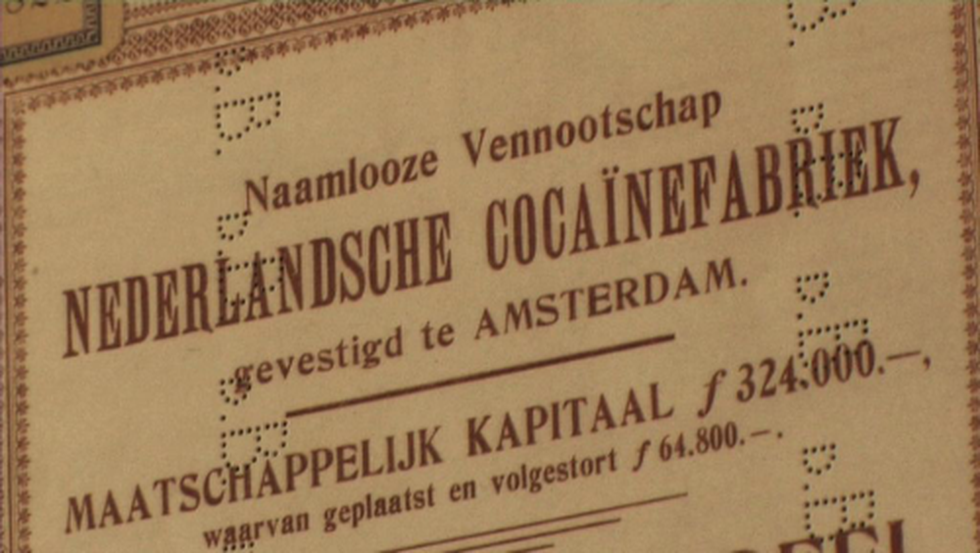 Naamlooze Vennootschap
NEDERLANDSCHE COCAÏNEFABRIEK,
gevestigd te AMSTERDAM.
MAATSCHAPPELIJK KAPITAAL ƒ 324.000.—,
waarvan geplaatst en volgestort ƒ 64.800.—.